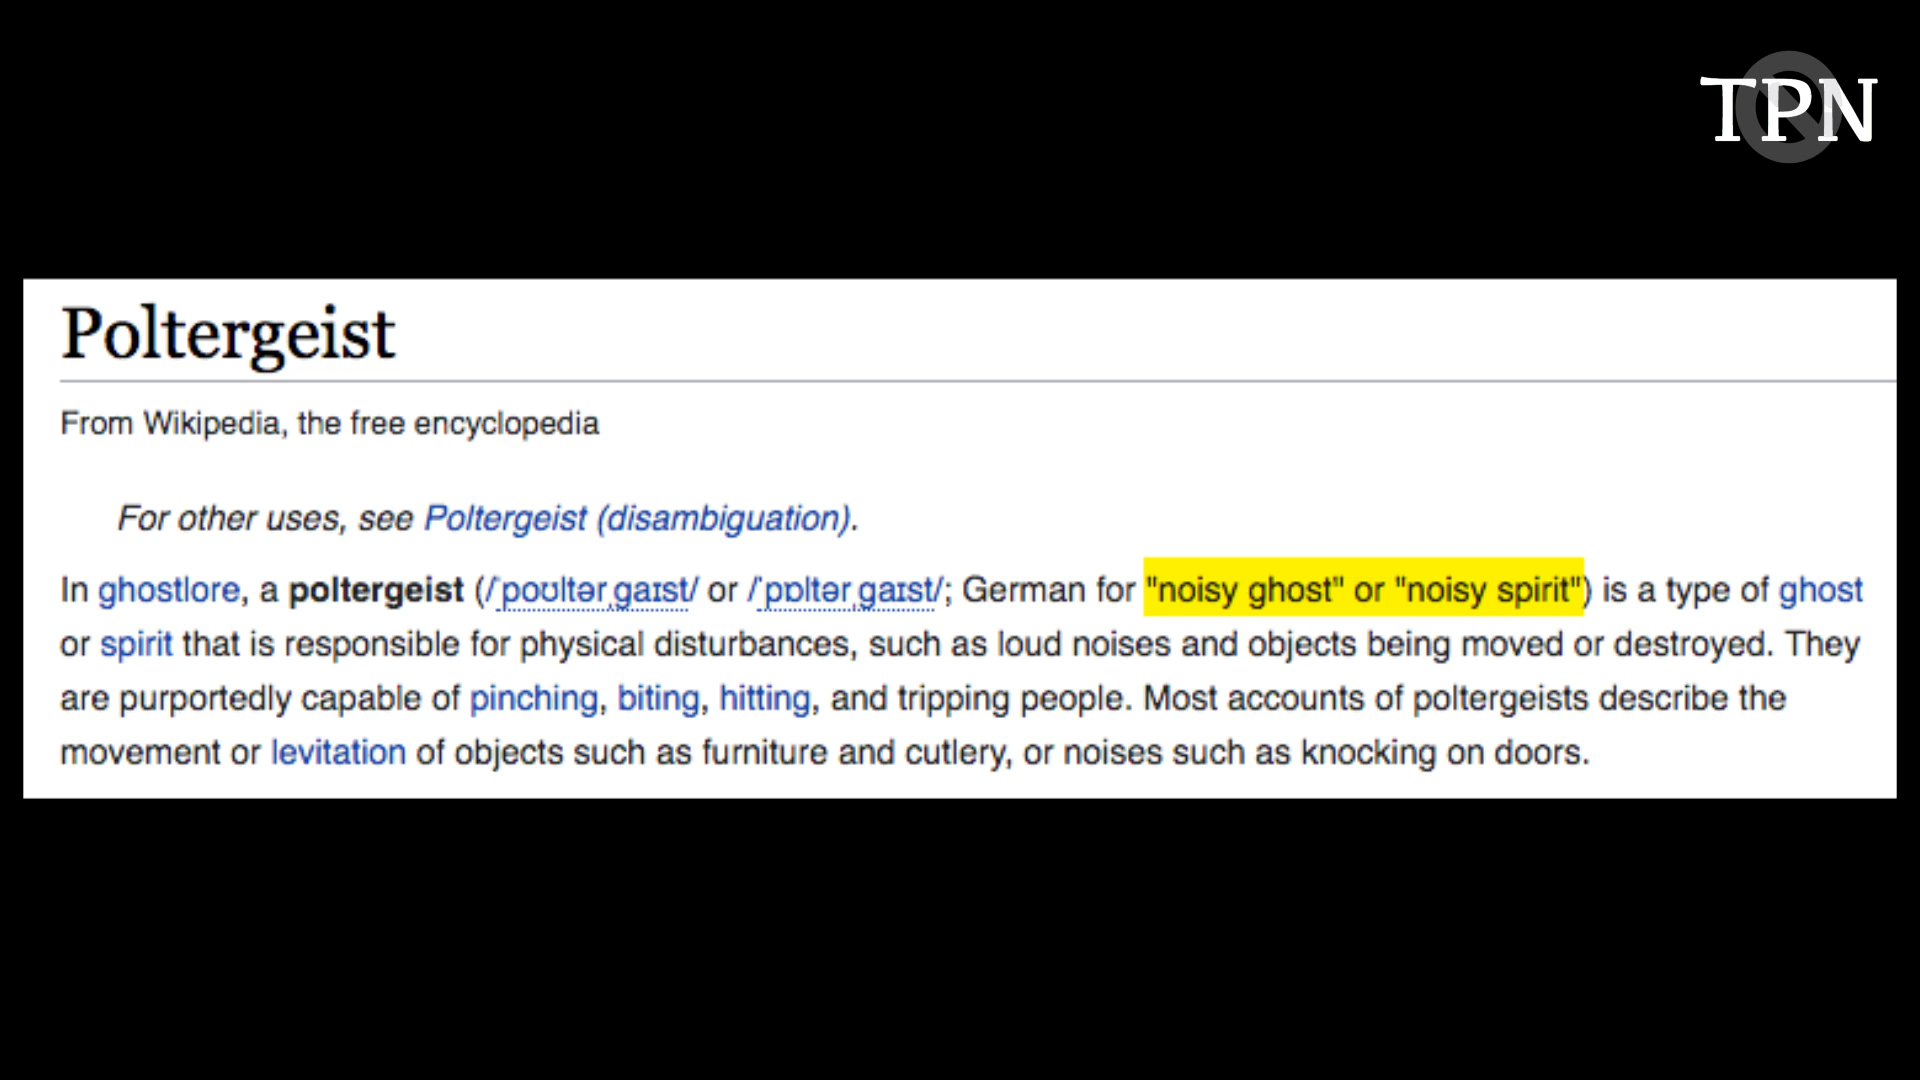 TPN
Poltergeist
From Wikipedia, the free encyclopedia
For other uses, see Poltergeist (disambiguation).
In ghostlore, a poltergeist (/ˈpoʊltərˌɡaɪst/ or /ˈpɒltərˌɡaɪst/; German for "noisy ghost" or "noisy spirit") is a type of ghost
or spirit that is responsible for physical disturbances, such as loud noises and objects being moved or destroyed. They
are purportedly capable of pinching, biting, hitting, and tripping people. Most accounts of poltergeists describe the
movement or levitation of objects such as furniture and cutlery, or noises such as knocking on doors.